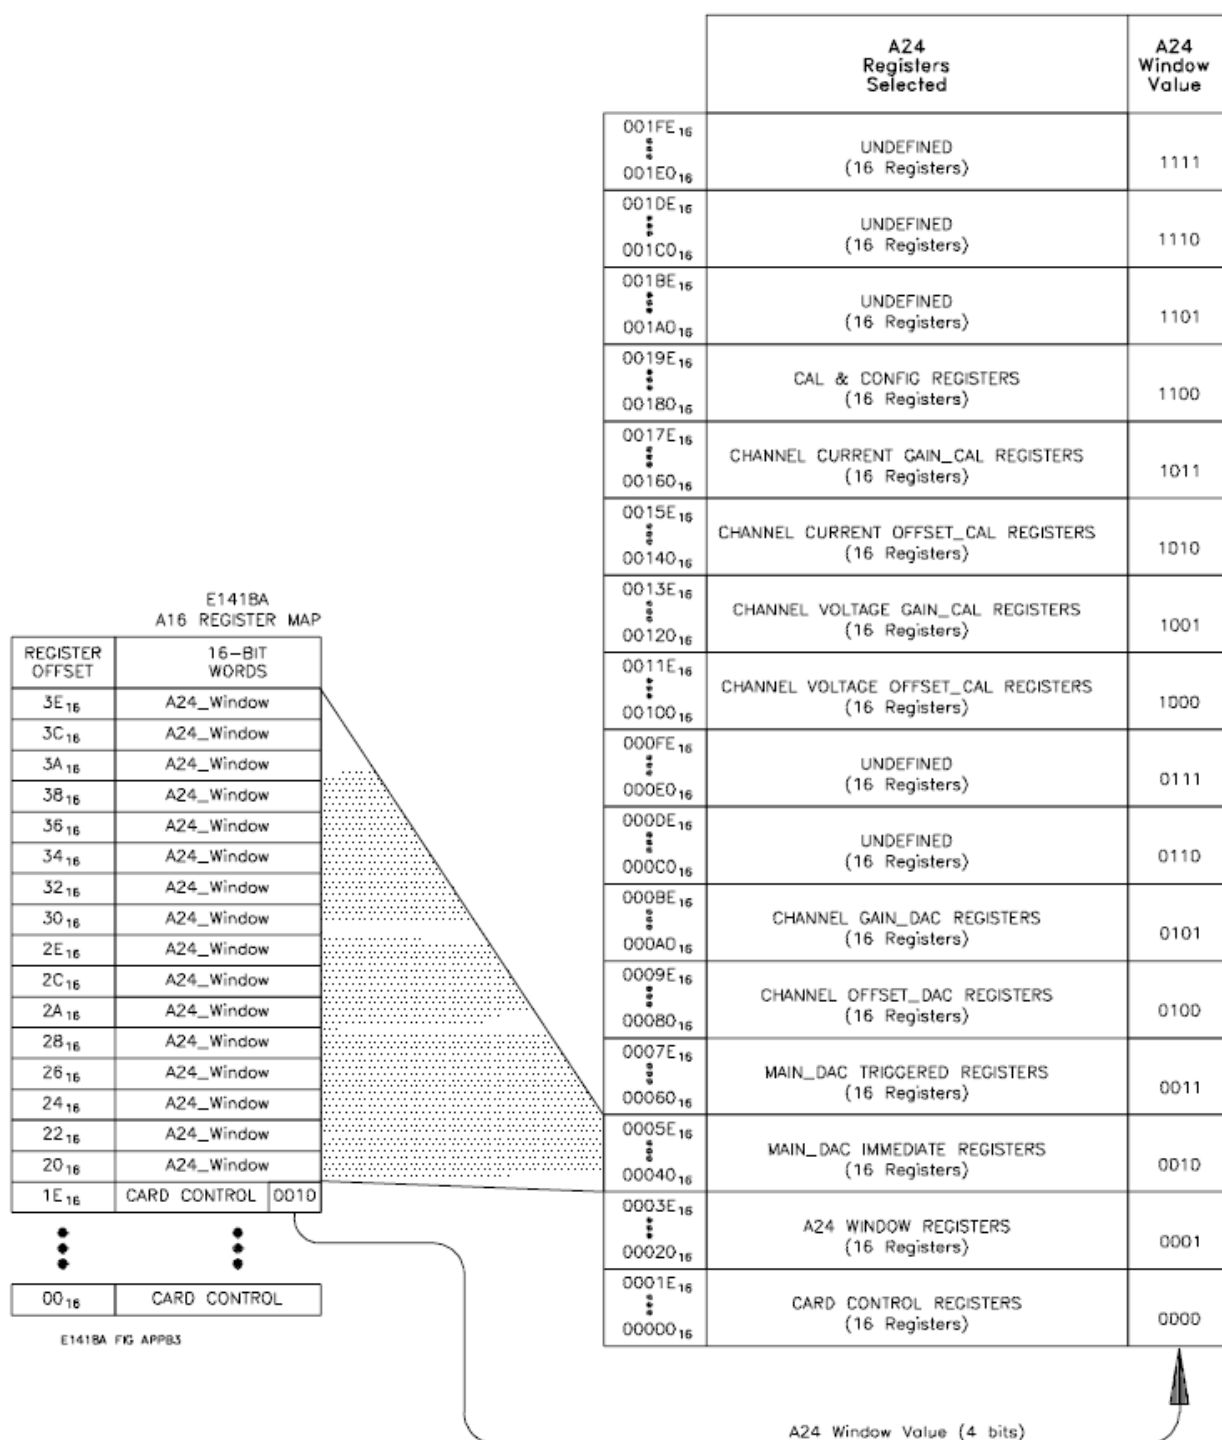 A24
Registers
Selected
A24
Window
Value
001FE16
001E016
UNDEFINED
(16 Registers)
1111
001DE16
001C016
UNDEFINED
(16 Registers)
1110
001BE16
001A016
UNDEFINED
(16 Registers)
1101
0019E16
0018016
CAL & CONFIG REGISTERS
(16 Registers)
1100
0017E16
0016016
CHANNEL CURRENT GAIN_CAL REGISTERS
(16 Registers)
1011
0015E16
0014016
CHANNEL CURRENT OFFSET_CAL REGISTERS
(16 Registers)
1010
0013E16
0012016
CHANNEL VOLTAGE GAIN_CAL REGISTERS
(16 Registers)
1001
0011E16
0010016
CHANNEL VOLTAGE OFFSET_CAL REGISTERS
(16 Registers)
1000
000FE16
000E016
UNDEFINED
(16 Registers)
0111
000DE16
000C016
UNDEFINED
(16 Registers)
0110
000BE16
000A016
CHANNEL GAIN_DAC REGISTERS
(16 Registers)
0101
0009E16
0008016
CHANNEL OFFSET_DAC REGISTERS
(16 Registers)
0100
0007E16
0006016
MAIN_DAC TRIGGERED REGISTERS
(16 Registers)
0011
0005E16
0004016
MAIN_DAC IMMEDIATE REGISTERS
(16 Registers)
0010
0003E16
0002016
A24 WINDOW REGISTERS
(16 Registers)
0001
0001E16
0000016
CARD CONTROL REGISTERS
(16 Registers)
0000
E1418A
A16 REGISTER MAP
REGISTER
OFFSET
16-BIT
WORDS
3E16 A24_Window
3C16 A24_Window
3A16 A24_Window
3816 A24_Window
3616 A24_Window
3416 A24_Window
3216 A24_Window
3016 A24_Window
2E16 A24_Window
2C16 A24_Window
2A16 A24_Window
2816 A24_Window
2616 A24_Window
2416 A24_Window
2216 A24_Window
2016 A24_Window
1E16 CARD CONTROL 0010
0016 CARD CONTROL
E1418A FIG APPB3
A24 Window Value (4 bits)